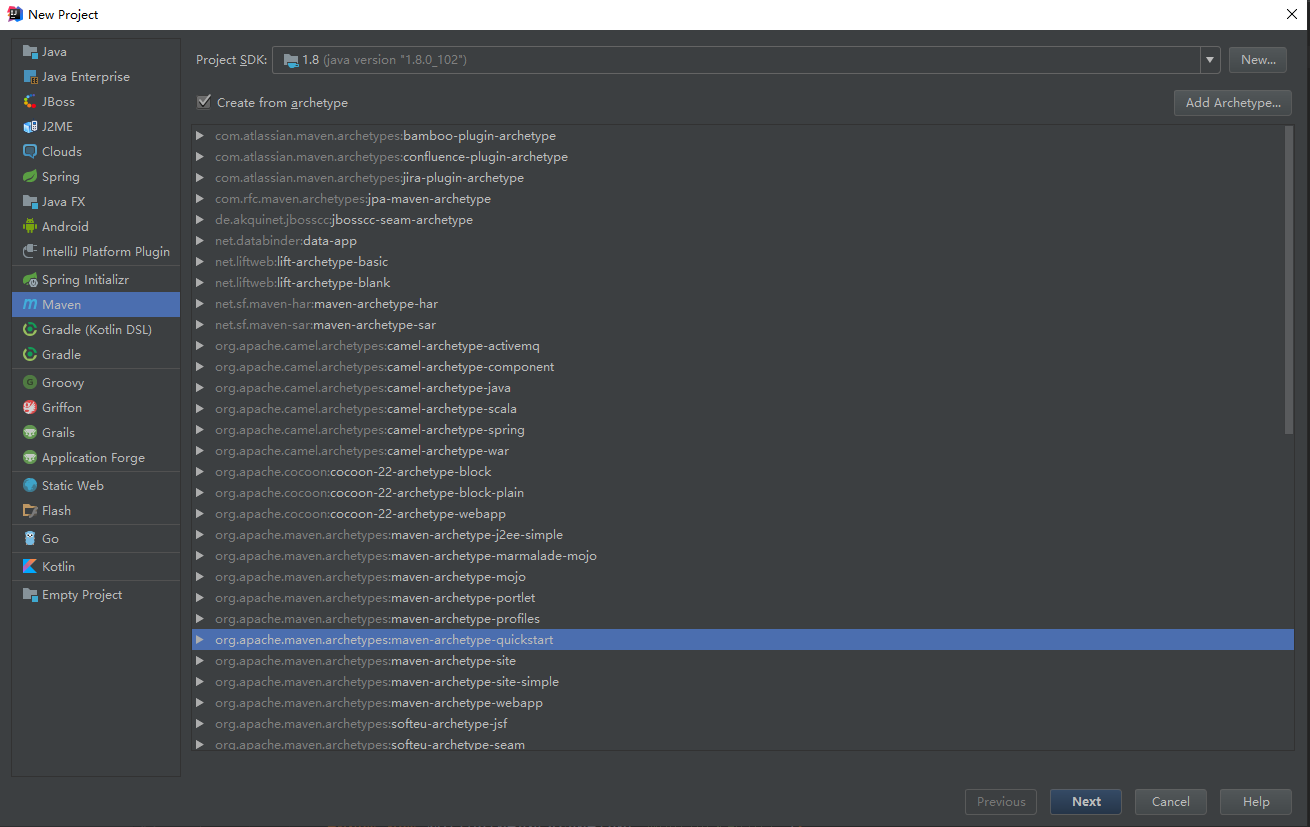 New Project
Java
Java Enterprise
JBoss
J2ME
Clouds
Spring
Java FX
Android
IntelliJ Platform Plugin
Spring Initializr
Maven
Gradle (Kotlin DSL)
Gradle
Groovy
Griffon
Grails
Application Forge
Static Web
Flash
Go
Kotlin
Empty Project
Project SDK: 1.8 (java version "1.8.0_102") New...
Create from archetype Add Archetype...
com.atlassian.maven.archetypes:bamboo-plugin-archetype
com.atlassian.maven.archetypes:confluence-plugin-archetype
com.atlassian.maven.archetypes:jira-plugin-archetype
com.rfc.maven.archetypes:jpa-maven-archetype
de.akquinet.jbosscc:jbosscc-seam-archetype
net.databinder:data-app
net.liftweb:lift-archetype-basic
net.liftweb:lift-archetype-blank
net.sf.maven-har:maven-archetype-har
net.sf.maven-sar:maven-archetype-sar
org.apache.camel.archetypes:camel-archetype-activemq
org.apache.camel.archetypes:camel-archetype-component
org.apache.camel.archetypes:camel-archetype-java
org.apache.camel.archetypes:camel-archetype-scala
org.apache.camel.archetypes:camel-archetype-spring
org.apache.camel.archetypes:camel-archetype-war
org.apache.cocoon:cocoon-22-archetype-block
org.apache.cocoon:cocoon-22-archetype-block-plain
org.apache.cocoon:cocoon-22-archetype-webapp
org.apache.maven.archetypes:maven-archetype-j2ee-simple
org.apache.maven.archetypes:maven-archetype-marmalade-mojo
org.apache.maven.archetypes:maven-archetype-mojo
org.apache.maven.archetypes:maven-archetype-portlet
org.apache.maven.archetypes:maven-archetype-profiles
org.apache.maven.archetypes:maven-archetype-quickstart
org.apache.maven.archetypes:maven-archetype-site
org.apache.maven.archetypes:maven-archetype-site-simple
org.apache.maven.archetypes:maven-archetype-webapp
org.apache.maven.archetypes:softeu-archetype-jsf
org.apache.maven.archetypes:softeu-archetype-seam
Previous Next Cancel Help